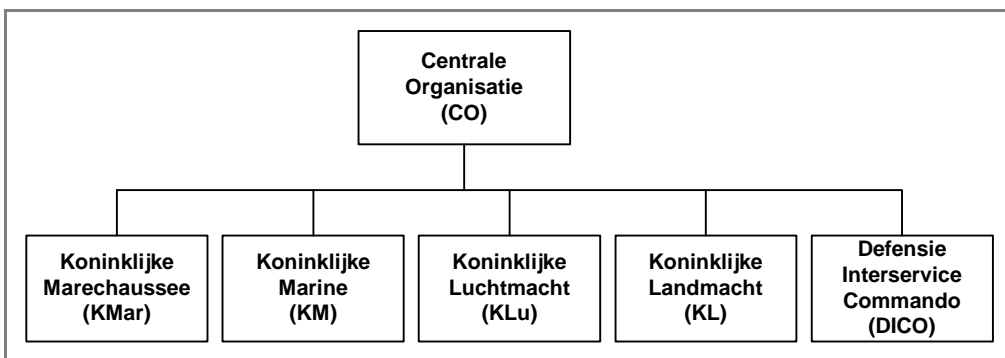 Centrale
Organisatie
(CO)
Koninklijke
Marechaussee
(KMar)
Koninklijke
Marine
(KM)
Koninklijke
Luchtmacht
(KLu)
Koninklijke
Landmacht
(KL)
Defensie
Interservice
Commando
(DICO)